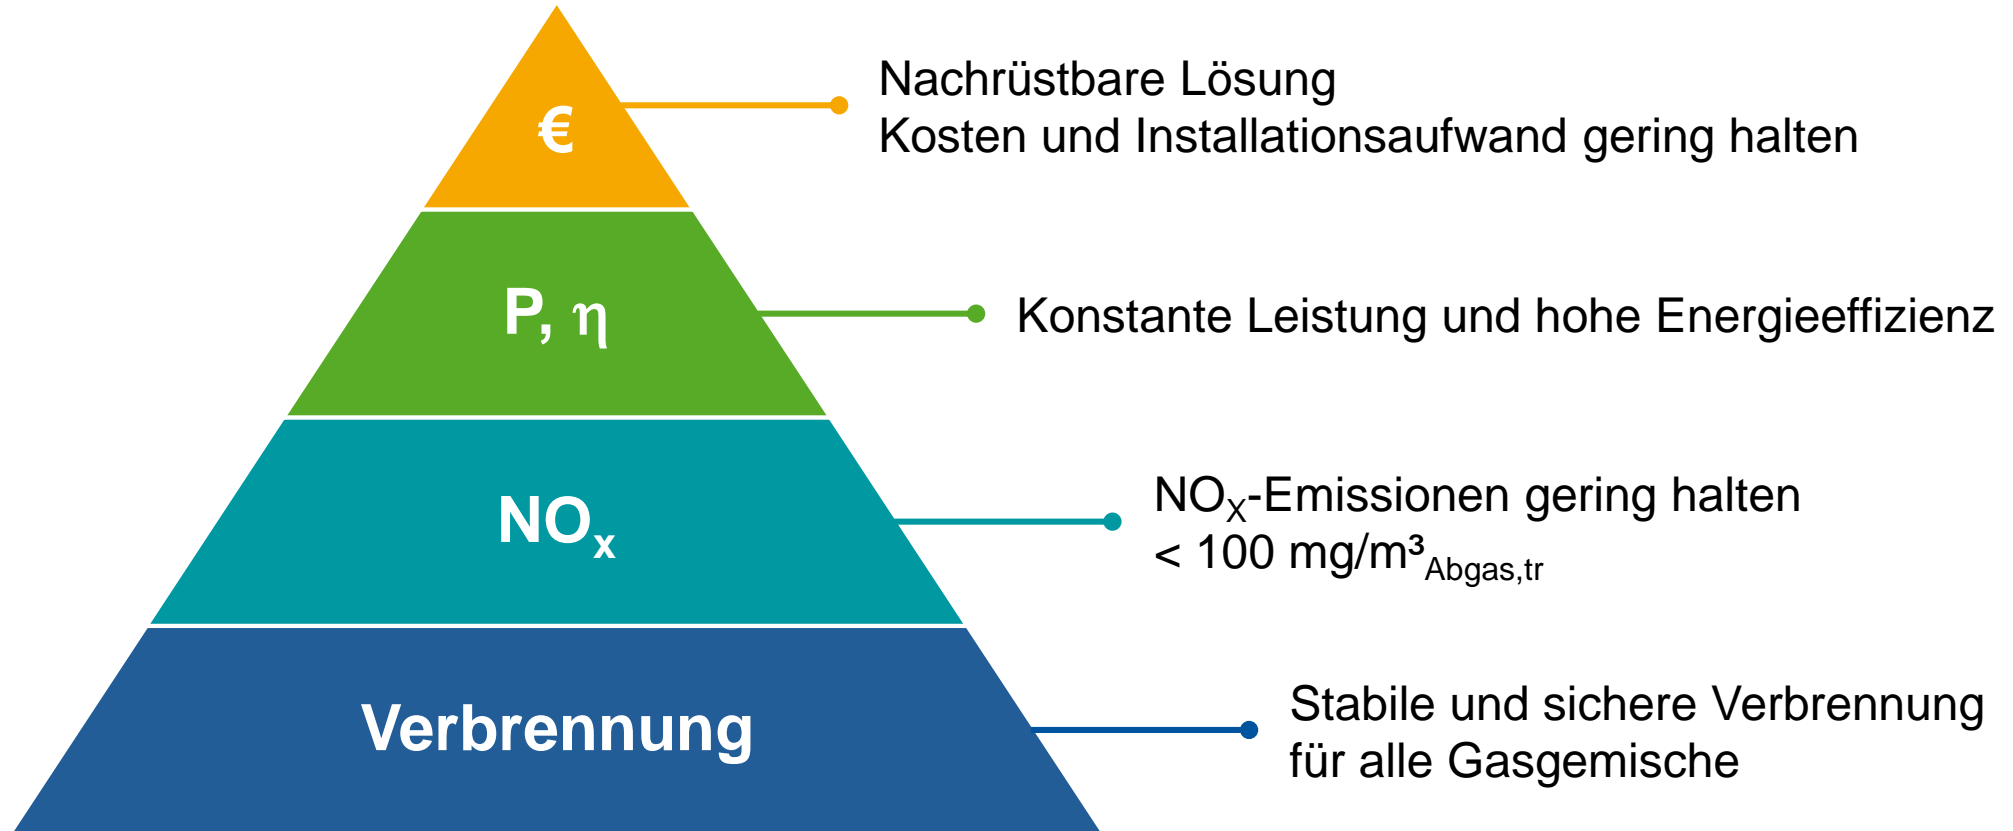 €
Nachrüstbare Lösung
Kosten und Installationsaufwand gering halten
P, η
Konstante Leistung und hohe Energieeffizienz
NOx
NOX-Emissionen gering halten
< 100 mg/m³Abgas,tr
Verbrennung
Stabile und sichere Verbrennung
für alle Gasgemische